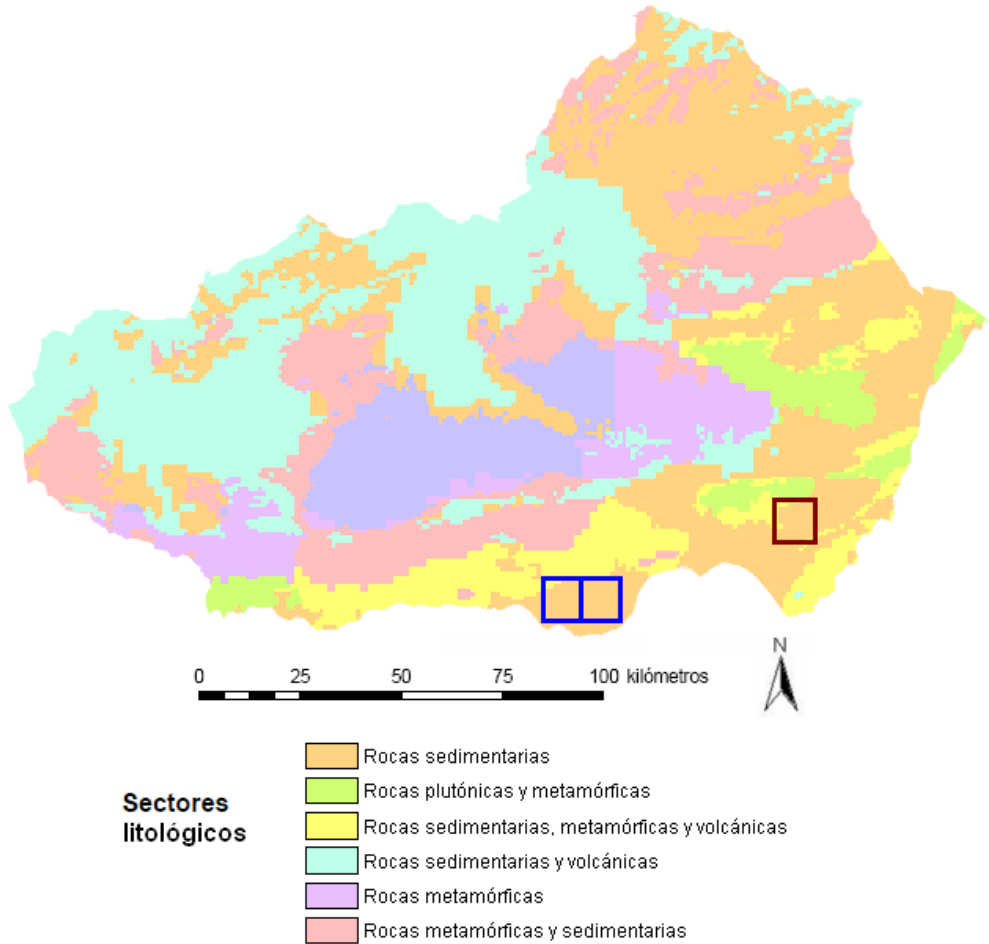 N
0 25 50 75 100 kilómetros
Sectores
litológicos
Rocas sedimentarias
Rocas plutónicas y metamórficas
Rocas sedimentarias, metamórficas y volcánicas
Rocas sedimentarias y volcánicas
Rocas metamórficas
Rocas metamórficas y sedimentarias